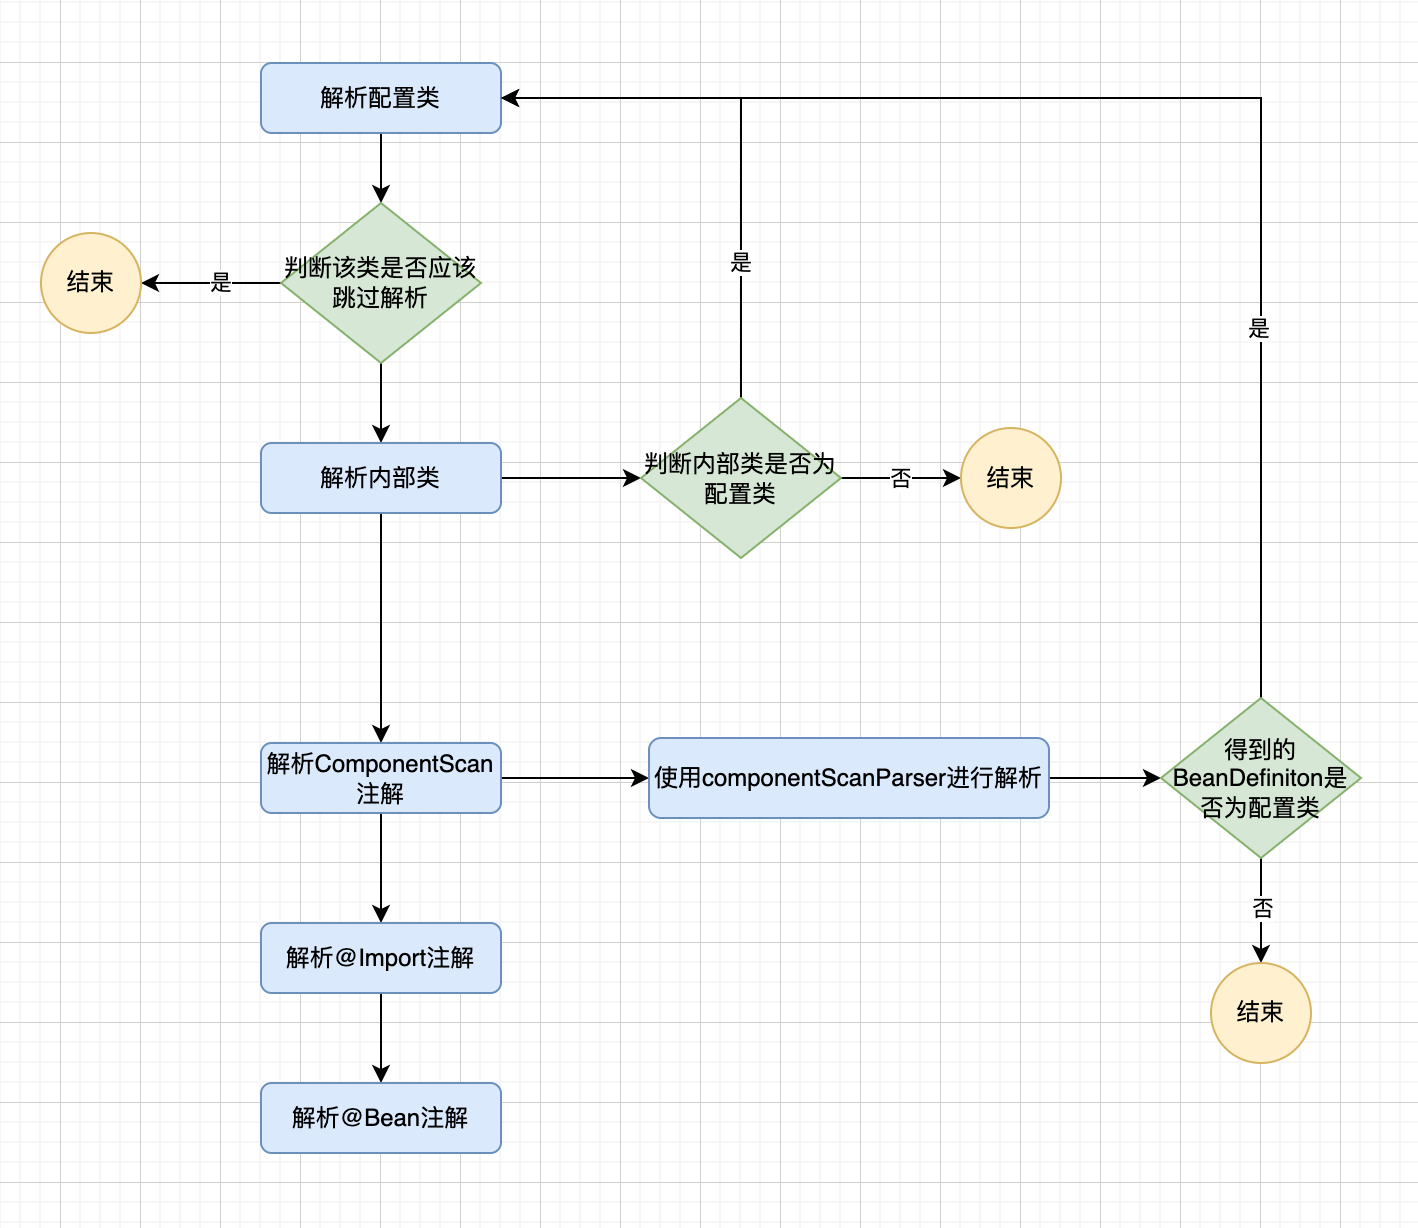 解析配置类
判断该类是否应该
跳过解析
是
结束
是
是
解析内部类
判断内部类是否为
配置类
否
结束
解析ComponentScan
注解
使用componentScanParser进行解析
得到的
BeanDefiniton是
否为配置类
否
结束
解析@Import注解
解析@Bean注解